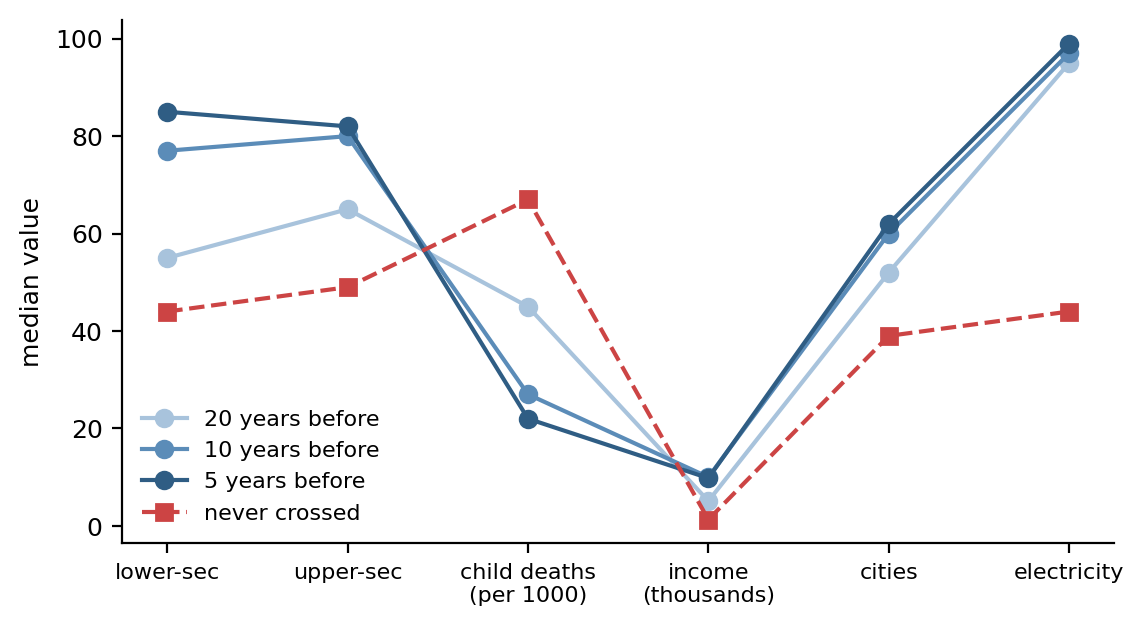 100
80
60
40
20
0
median value
20 years before
10 years before
5 years before
never crossed
lower-sec
upper-sec
child deaths
(per 1000)
income
(thousands)
cities
electricity